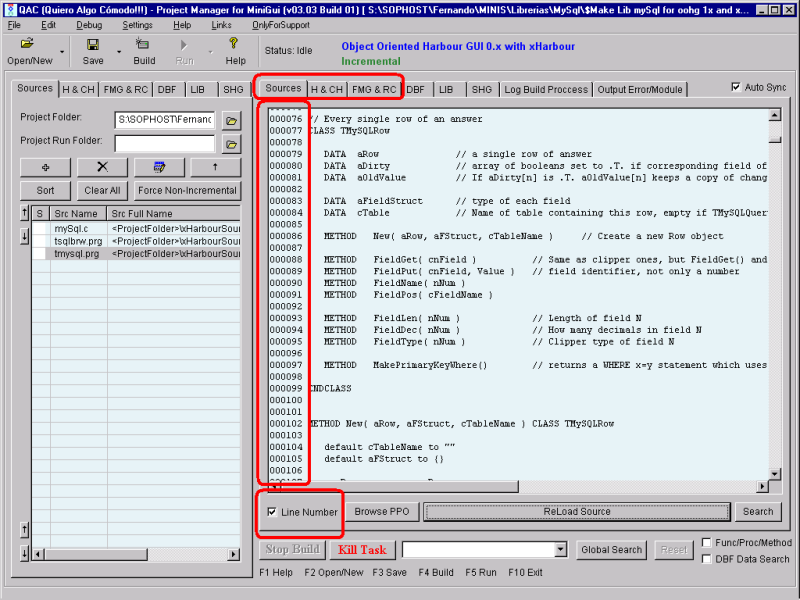 QAC (Quiero Algo Cómodo!!!) - Project Manager for MiniGui (v03.03 Build 01) [ S:\SOPHOST\Fernando\MINIS\Librerias\MySql\$Make Lib mySql for oohg 1x and x...
File Edit Debug Settings Help Links OnlyForSupport
Open/New Save Build Run Help
Status: Idle
Object Oriented Harbour GUI 0.x with xHarbour
Incremental
Sources H & CH FMG & RC DBF LIB SHG
Project Folder: S:\SOPHOST\Fernand
Project Run Folder:
Sort Clear All Force Non-Incremental
S Src Name Src Full Name
mySql.c <ProjectFolder>\xHarbourSou
tsqlbrw.prg <ProjectFolder>\xHarbourSou
tmysql.prg <ProjectFolder>\xHarbourSou
Sources H & CH FMG & RC DBF LIB SHG Log Build Proccess Output Error/Module Auto Sync
000076 // Every single row of an answer
000077 CLASS TMySQLRow
000078
000079 DATA aRow // a single row of answer
000080 DATA aDirty // array of booleans set to .T. if corresponding field of
000081 DATA aOldValue // If aDirty[n] is .T. aOldValue[n] keeps a copy of chang
000082
000083 DATA aFieldStruct // type of each field
000084 DATA cTable // Name of table containing this row, empty if TMySQLQuer
000085
000086 METHOD New( aRow, aFStruct, cTableName ) // Create a new Row object
000087
000088 METHOD FieldGet( cnField ) // Same as clipper ones, but FieldGet() and
000089 METHOD FieldPut( cnField, Value ) // field identifier, not only a number
000090 METHOD FieldName( nNum )
000091 METHOD FieldPos( cFieldName )
000092
000093 METHOD FieldLen( nNum ) // Length of field N
000094 METHOD FieldDec( nNum ) // How many decimals in field N
000095 METHOD FieldType( nNum ) // Clipper type of field N
000096
000097 METHOD MakePrimaryKeyWhere() // returns a WHERE x=y statement which uses
000098
000099 ENDCLASS
000100
000101
000102 METHOD New( aRow, aFStruct, cTableName ) CLASS TMySQLRow
000103
000104 default cTableName to ""
000105 default aFStruct to {}
000106
Line Number Browse PPO ReLoad Source Search
Stop Build Kill Task Global Search Reset Func/Proc/Method
DBF Data Search
F1 Help F2 Open/New F3 Save F4 Build F5 Run F10 Exit